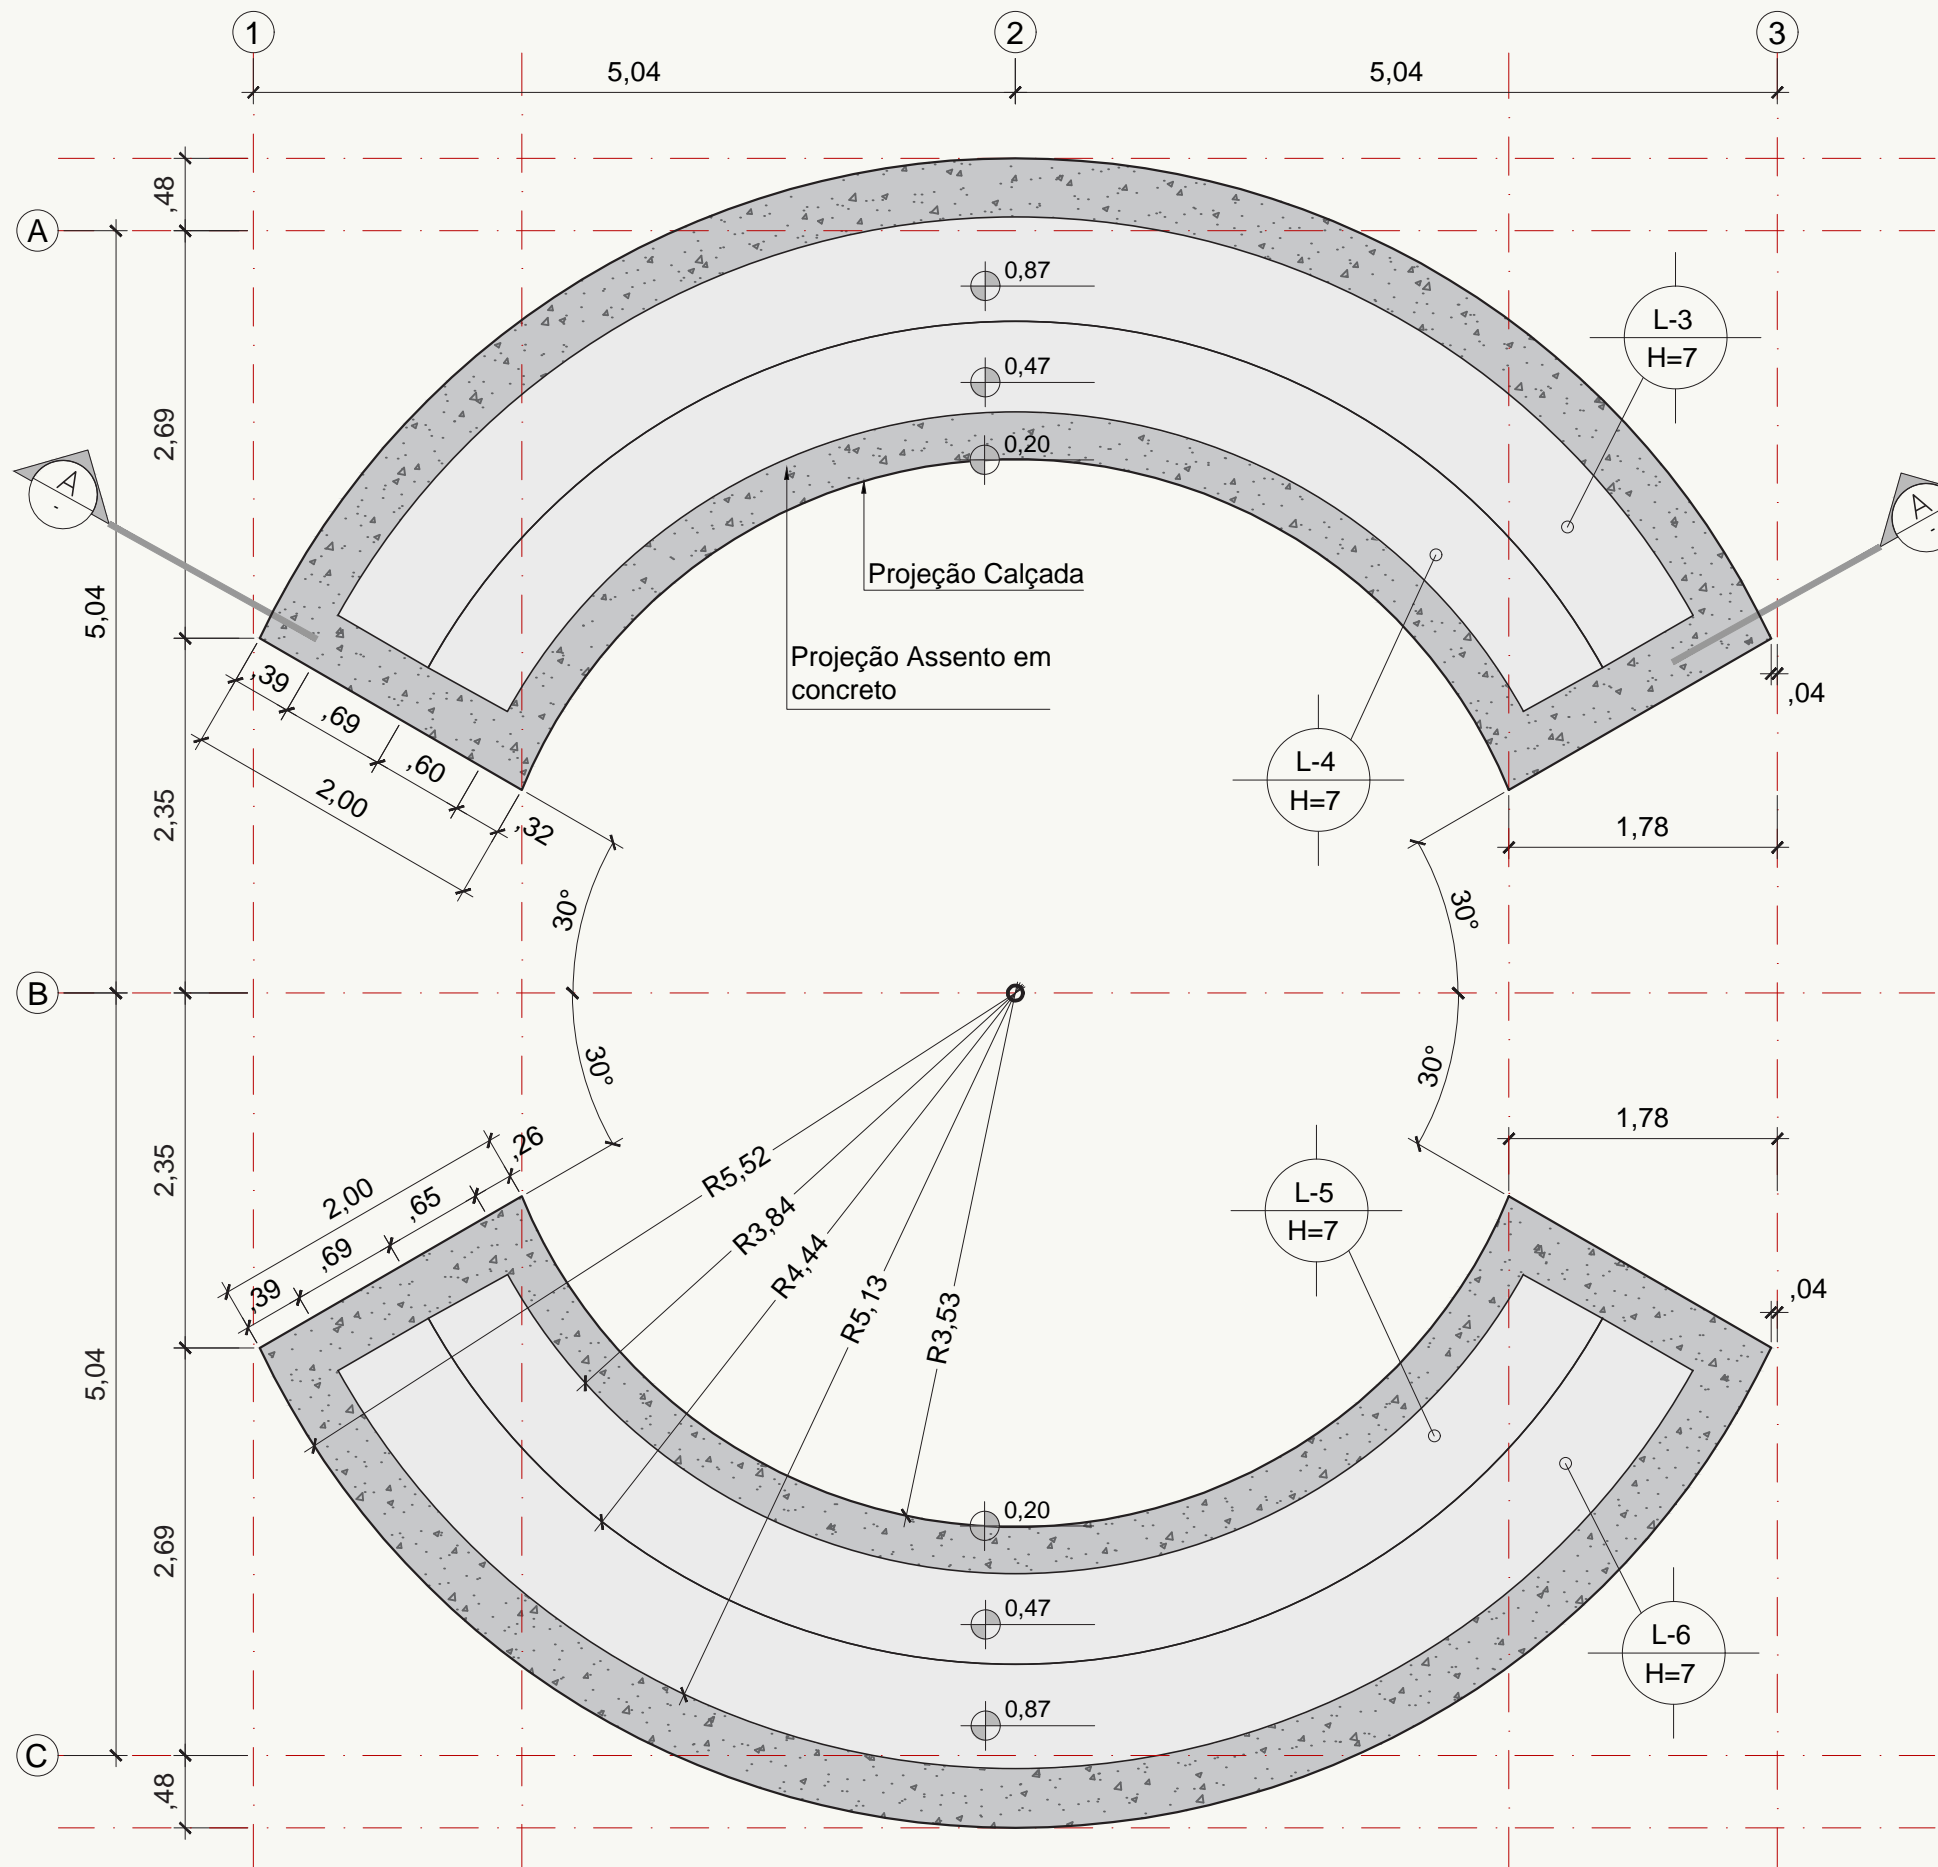 1
2
3
5,04
5,04
,48
A
0,87
L-3
H=7
0,47
2,69
0,20
A
-
A
-
Projeção Calçada
5,04
Projeção Assento em
concreto
,39
,69
,60
2,00
,32
,04
L-4
H=7
2,35
1,78
30°
30°
B
30°
30°
2,35
1,78
,26
,65
2,00
,69
,39
R5,52
R3,84
R4,44
R5,13
R3,53
L-5
H=7
,04
5,04
0,20
2,69
0,47
L-6
H=7
0,87
C
,48